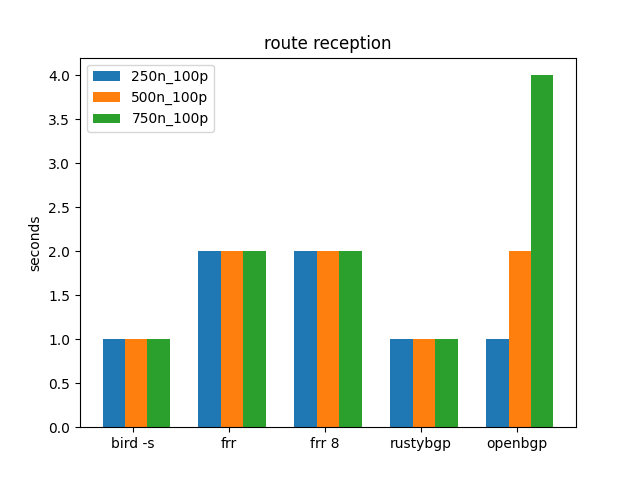 route reception
250n_100p
500n_100p
750n_100p
seconds
4.0
3.5
3.0
2.5
2.0
1.5
1.0
0.5
0.0
bird -s frr frr 8 rustybgp openbgp